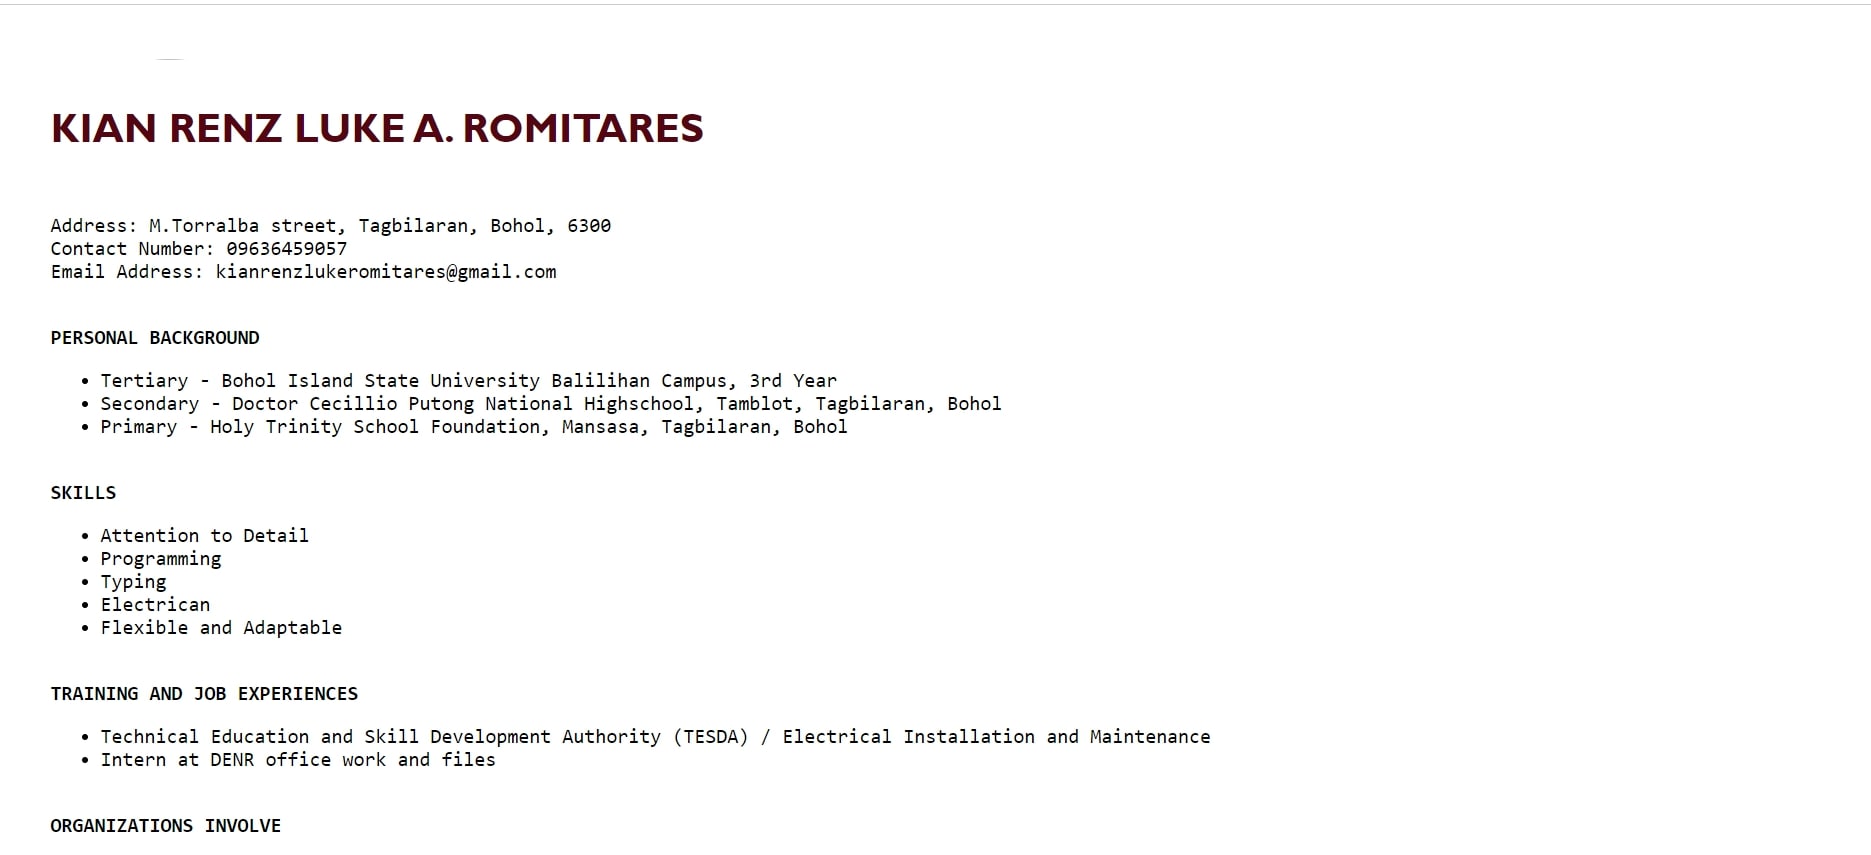 KIAN RENZ LUKE A. ROMITARES
Address: M.Torralba street, Tagbilaran, Bohol, 6300
Contact Number: 09636459057
Email Address: kianrenzlukeromitares@gmail.com
PERSONAL BACKGROUND
• Tertiary - Bohol Island State University Balilihan Campus, 3rd Year
• Secondary - Doctor Cecillio Putong National Highschool, Tamblot, Tagbilaran, Bohol
• Primary - Holy Trinity School Foundation, Mansasa, Tagbilaran, Bohol
SKILLS
• Attention to Detail
• Programming
• Typing
• Electrican
• Flexible and Adaptable
TRAINING AND JOB EXPERIENCES
• Technical Education and Skill Development Authority (TESDA) / Electrical Installation and Maintenance
• Intern at DENR office work and files
ORGANIZATIONS INVOLVE